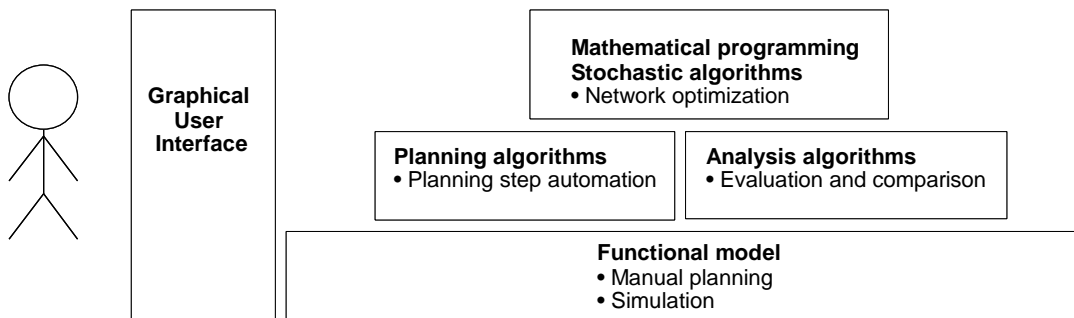 Graphical
User
Interface
Mathematical programming
Stochastic algorithms
• Network optimization
Planning algorithms
• Planning step automation
Analysis algorithms
• Evaluation and comparison
Functional model
• Manual planning
• Simulation